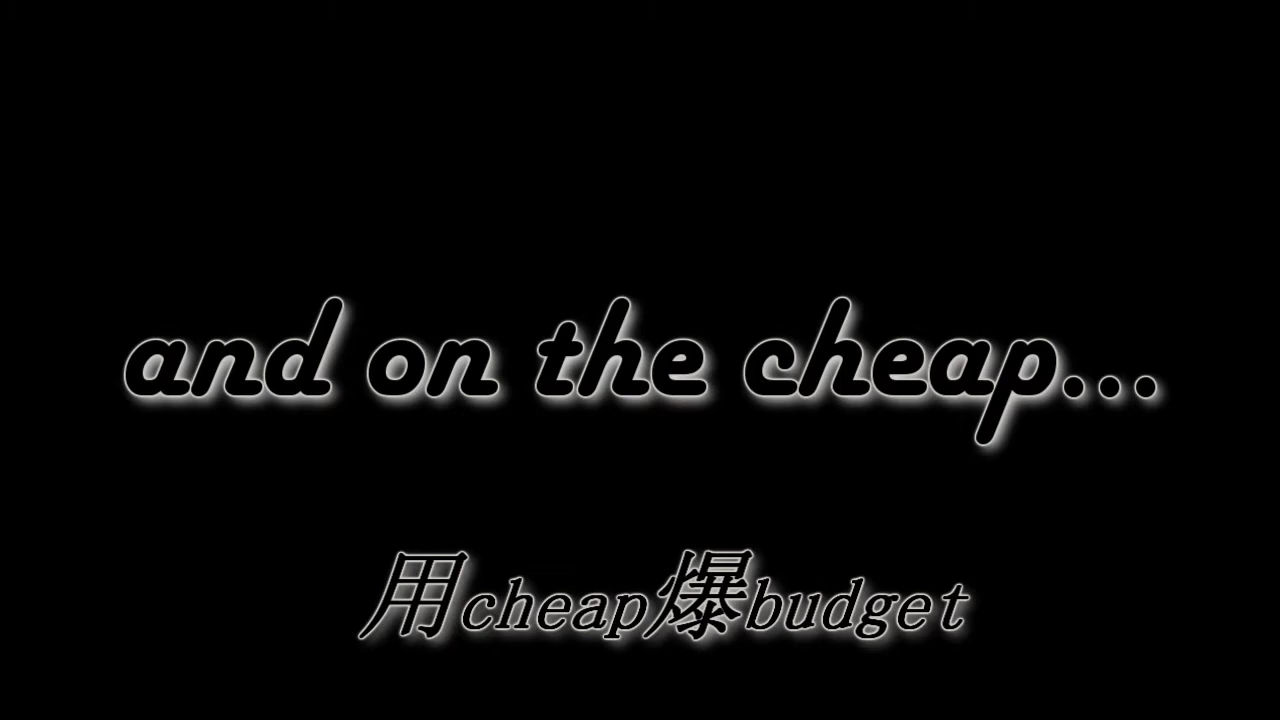 and on the cheap...
用cheap爆budget